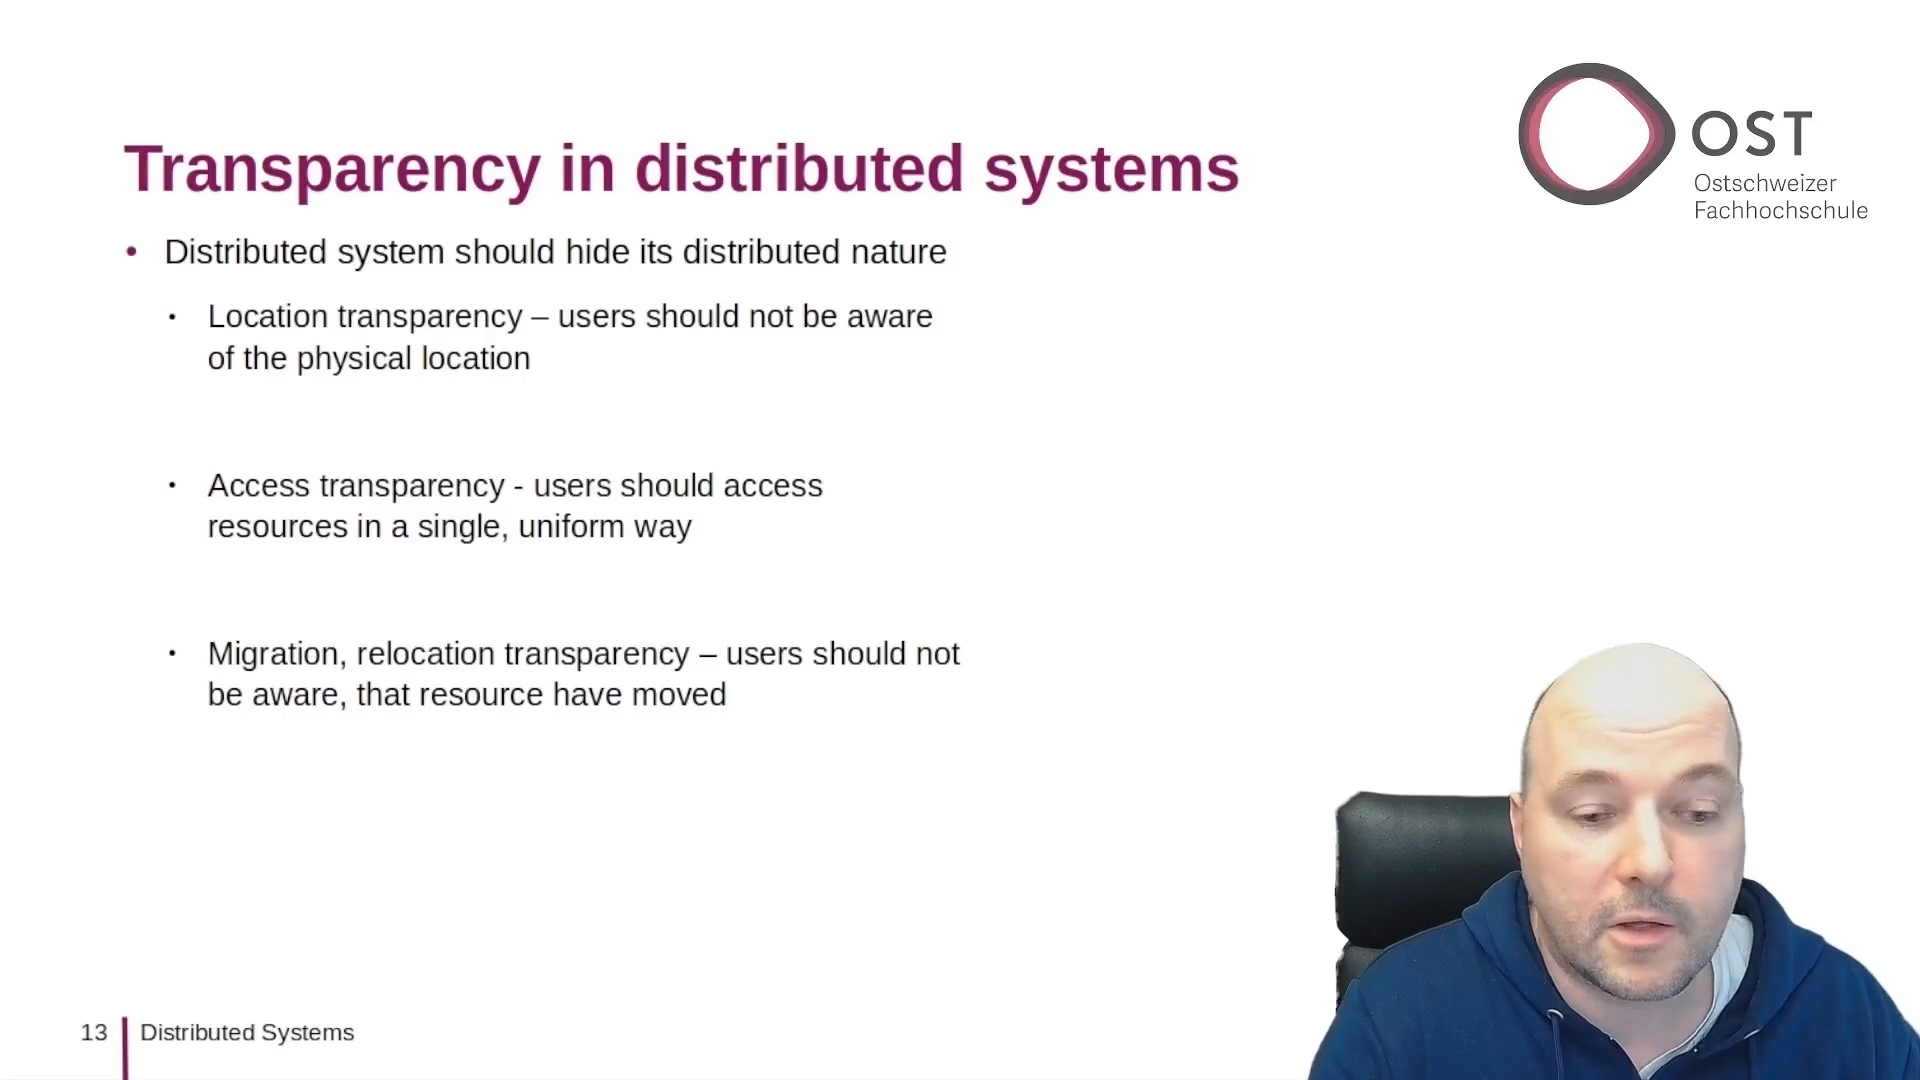 OST
Ostschweizer
Fachhochschule
Transparency in distributed systems
• Distributed system should hide its distributed nature
• Location transparency – users should not be aware
of the physical location
• Access transparency - users should access
resources in a single, uniform way
• Migration, relocation transparency – users should not
be aware, that resource have moved
13 Distributed Systems